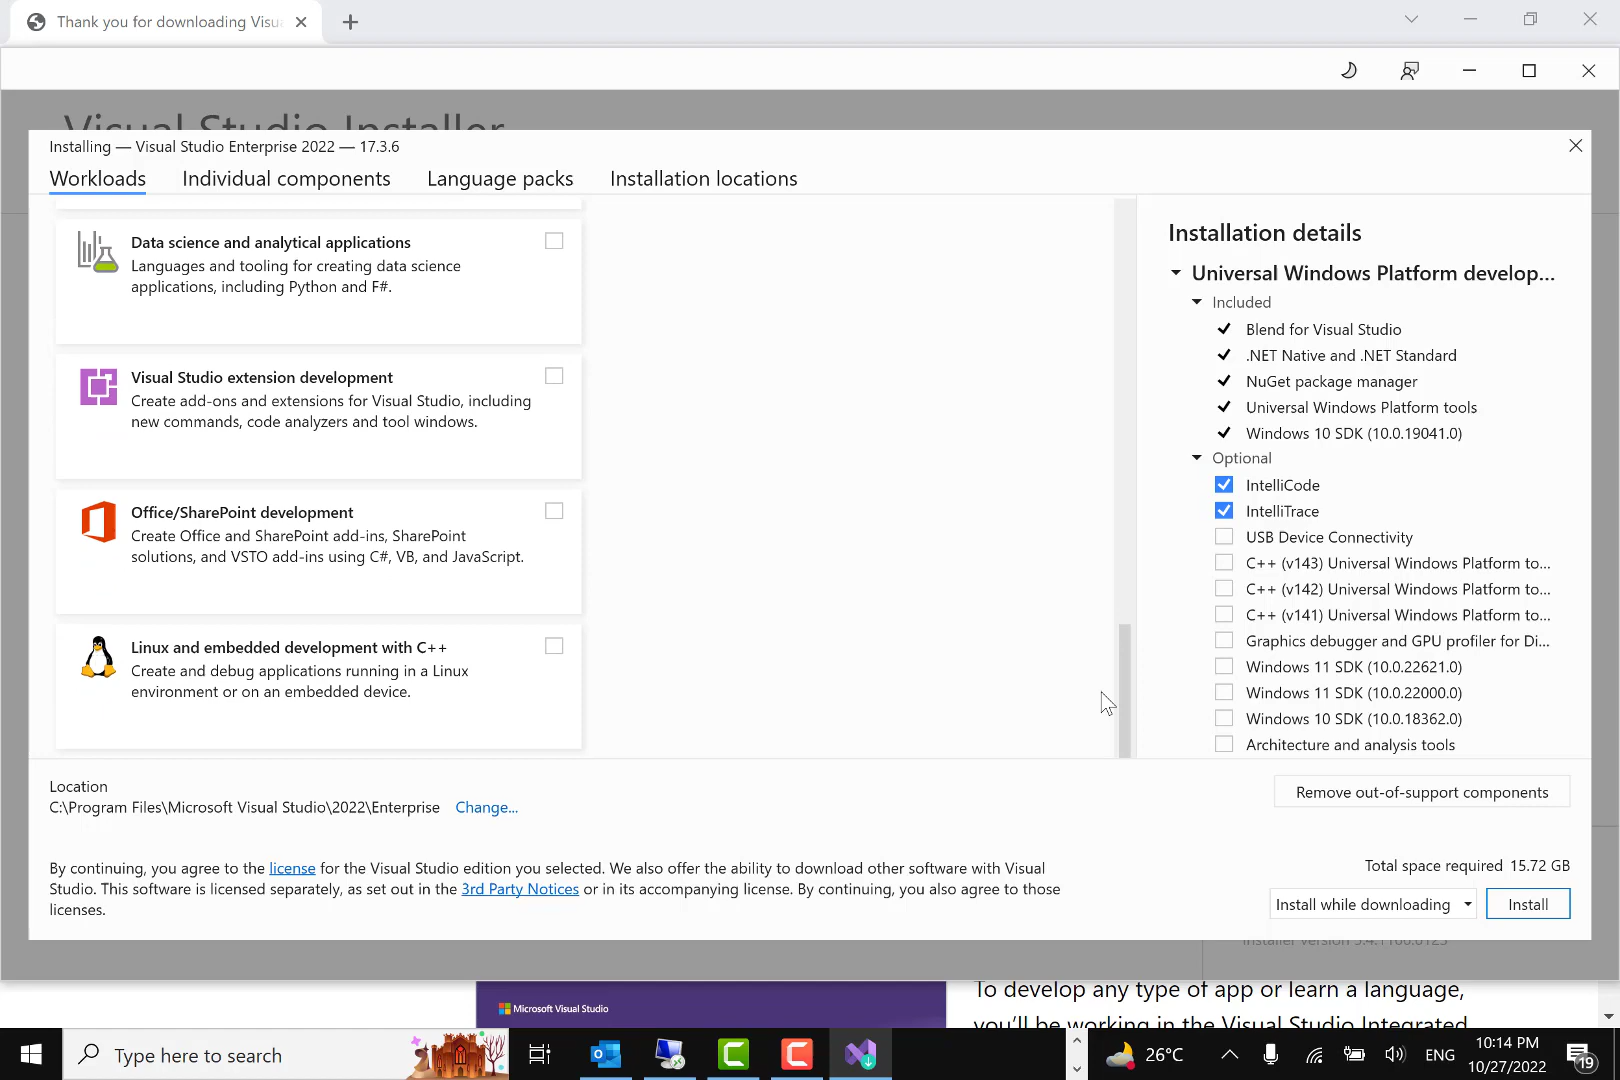 Thank you for downloading Visu
Visual Studio Installer
Installing — Visual Studio Enterprise 2022 — 17.3.6
Workloads
Individual components
Language packs
Installation locations
Data science and analytical applications
Languages and tooling for creating data science
applications, including Python and F#.
Visual Studio extension development
Create add-ons and extensions for Visual Studio, including
new commands, code analyzers and tool windows.
Office/SharePoint development
Create Office and SharePoint add-ins, SharePoint
solutions, and VSTO add-ins using C#, VB, and JavaScript.
Linux and embedded development with C++
Create and debug applications running in a Linux
environment or on an embedded device.
Installation details
Universal Windows Platform develop...
Included
Blend for Visual Studio
.NET Native and .NET Standard
NuGet package manager
Universal Windows Platform tools
Windows 10 SDK (10.0.19041.0)
Optional
IntelliCode
IntelliTrace
USB Device Connectivity
C++ (v143) Universal Windows Platform to...
C++ (v142) Universal Windows Platform to...
C++ (v141) Universal Windows Platform to...
Graphics debugger and GPU profiler for Di...
Windows 11 SDK (10.0.22621.0)
Windows 11 SDK (10.0.22000.0)
Windows 10 SDK (10.0.18362.0)
Architecture and analysis tools
Location
C:\Program Files\Microsoft Visual Studio\2022\Enterprise Change...
Remove out-of-support components
By continuing, you agree to the license for the Visual Studio edition you selected. We also offer the ability to download other software with Visual
Studio. This software is licensed separately, as set out in the 3rd Party Notices or in its accompanying license. By continuing, you also agree to those
licenses.
Total space required 15.72 GB
Install while downloading
Install
Microsoft Visual Studio
To develop any type of app or learn a language,
you'll be working in the Visual Studio Integrated
Type here to search
26°C
ENG
10:14 PM
10/27/2022
19